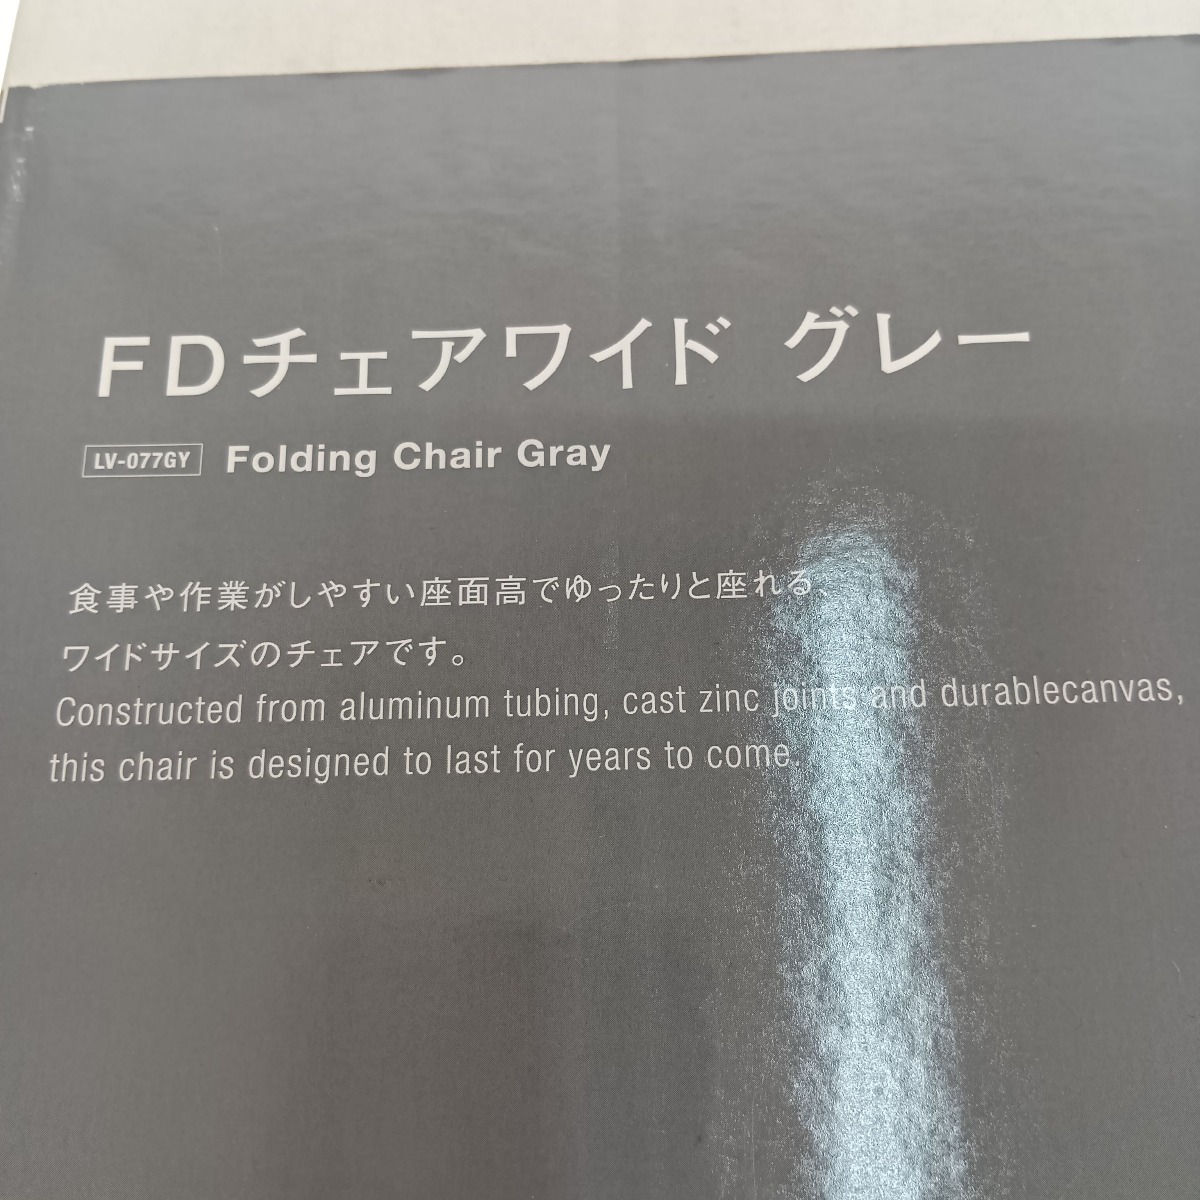 FDチェアワイド グレー
LV-077GY Folding Chair Gray
食事や作業がしやすい座面高でゆったりと座れる、
ワイドサイズのチェアです。
Constructed from aluminum tubing, cast zinc joints and durablecanvas,
this chair is designed to last for years to come.